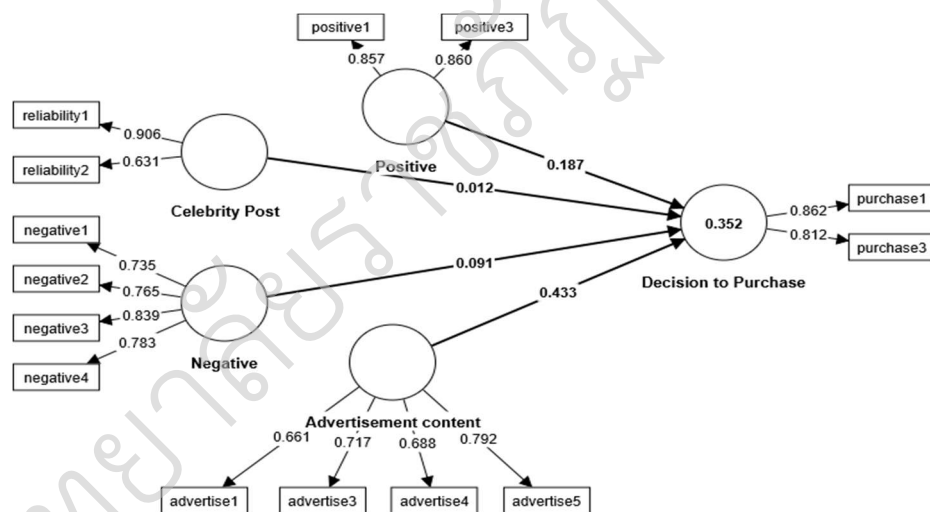 positive1
positive3
0.857
0.860
reliability1
0.906
reliability2
0.631
Positive
0.187
0.012
Celebrity Post
0.352
0.862
purchase1
0.812
purchase3
Decision to Purchase
negative1
0.735
negative2
0.765
negative3
0.839
negative4
0.783
Negative
0.091
0.433
Advertisement content
0.661
0.717
0.688
0.792
advertise1
advertise3
advertise4
advertise5